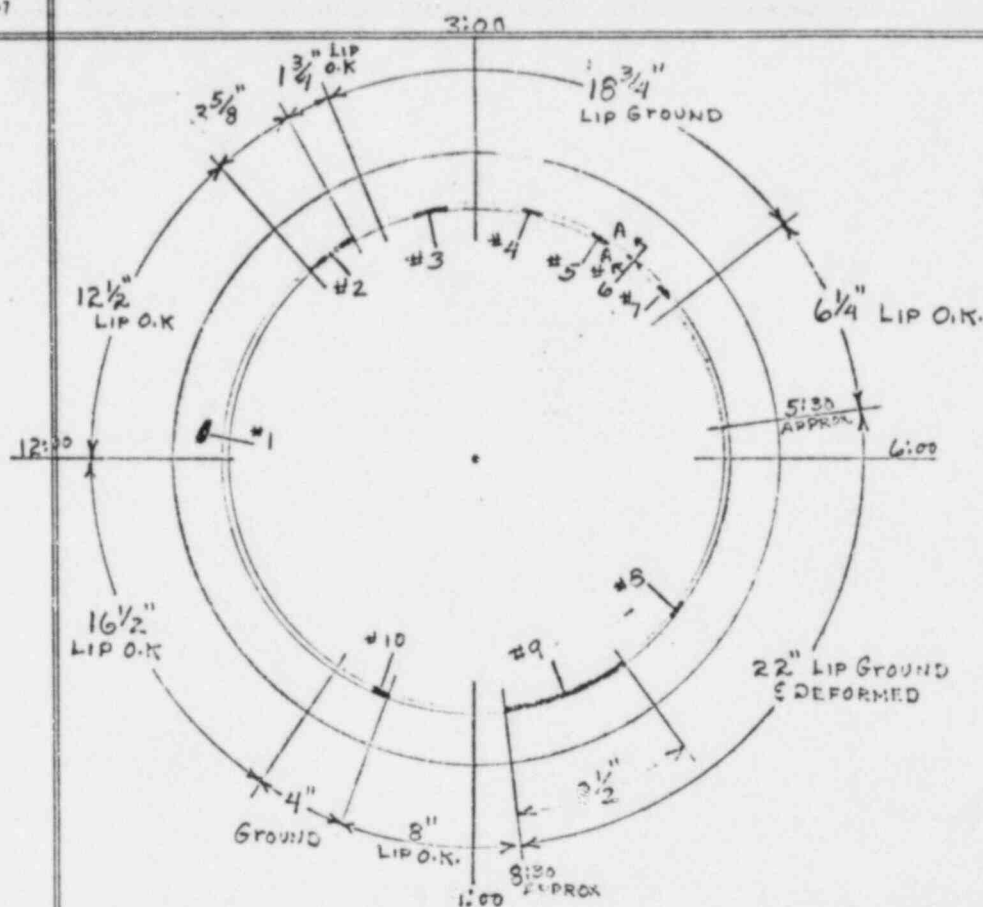 3:00
1 3/4" LIP
O.K
18 3/4"
LIP GROUND
2 5/8"
A
A
#3
#4
#5
#6
#7
#2
12 1/2"
LIP O.K
6 1/4" LIP O.K.
5:30
APPROX
#1
12:00
6:00
#8
16 1/2"
LIP O.K
#10
#9
22" LIP GROUND
& DEFORMED
1/2"
4"
GROUND
8"
LIP O.K.
8:30
APPROX
:00